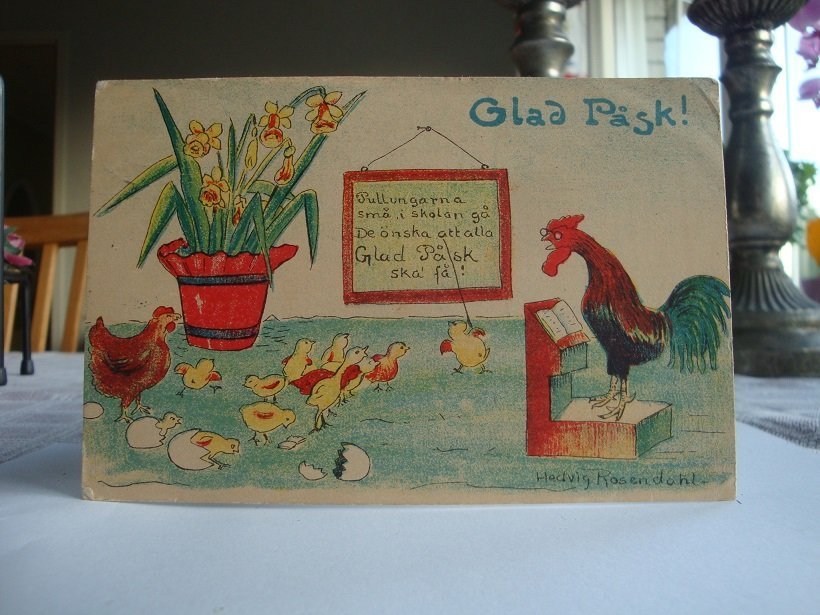 Glad Påsk!
Pullungarna
små, i skolan gå
De önska att alla
Glad Påsk
ska' få!
Hedvig Rosendahl.